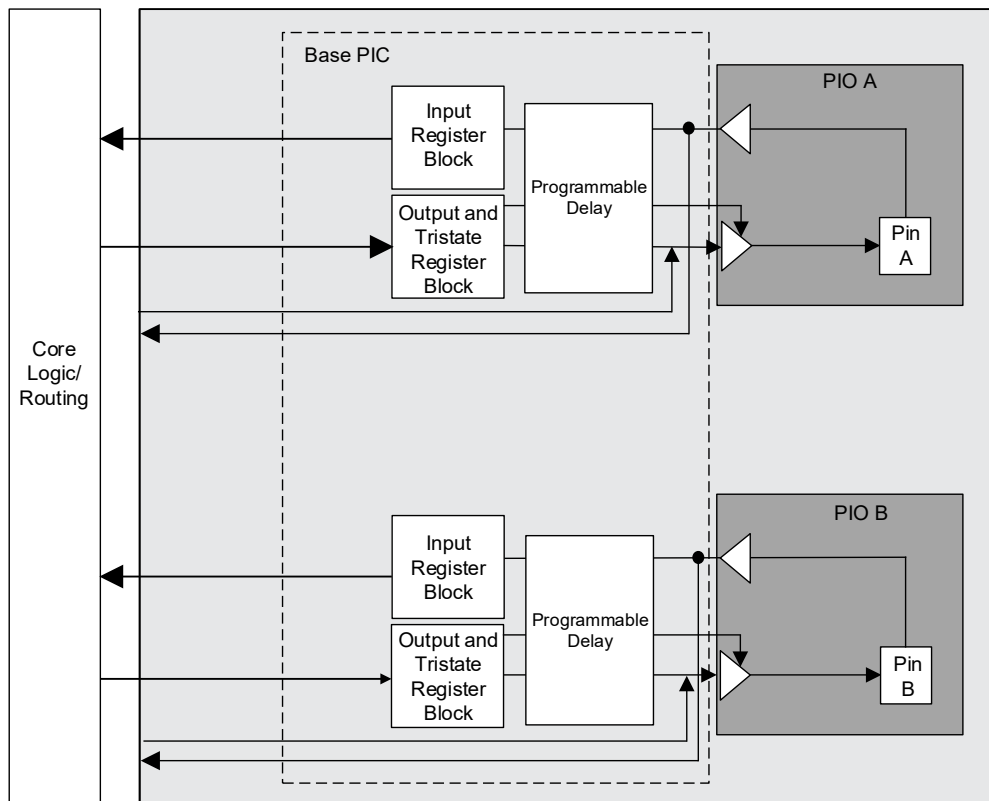 Base PIC
PIO A
Input
Register
Block
Programmable
Delay
Output and
Tristate
Register
Block
Pin
A
Core
Logic/
Routing
PIO B
Input
Register
Block
Programmable
Delay
Output and
Tristate
Register
Block
Pin
B